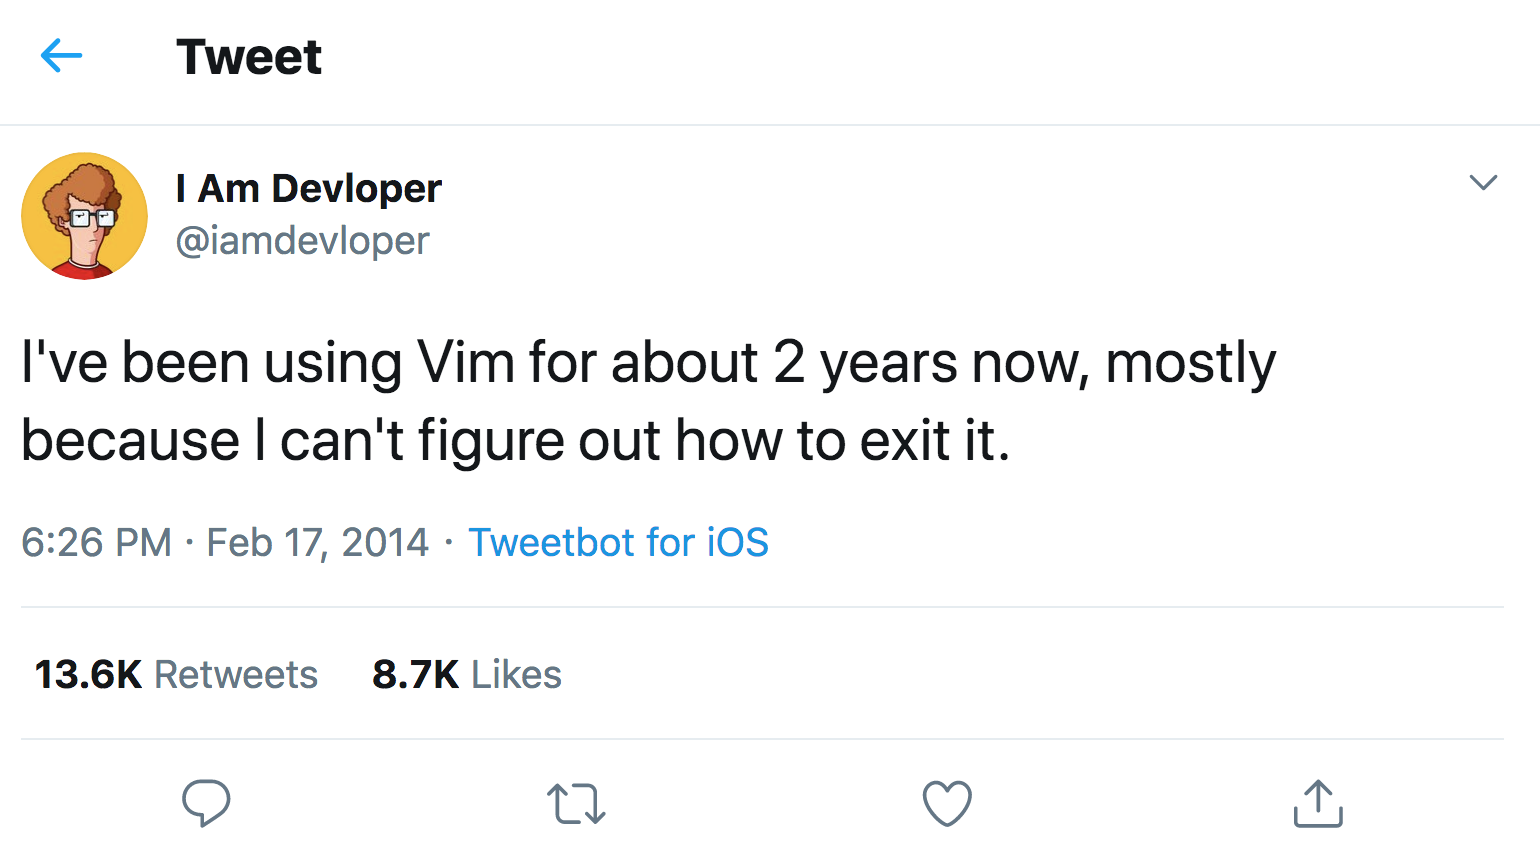 Tweet
I Am Devloper
@iamdevloper
I've been using Vim for about 2 years now, mostly
because I can't figure out how to exit it.
6:26 PM · Feb 17, 2014 · Tweetbot for iOS
13.6K Retweets 8.7K Likes